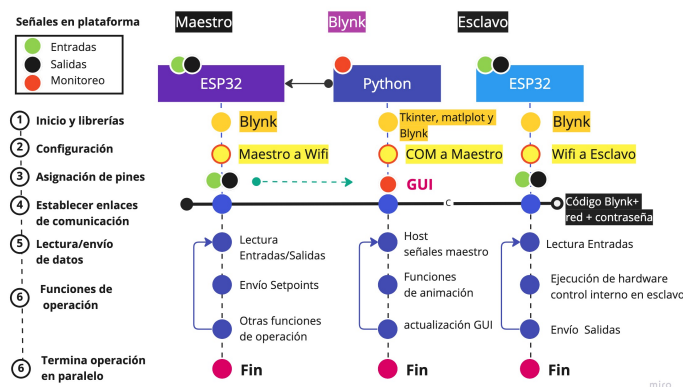 Señales en plataforma
Entradas
Salidas
Monitoreo
Maestro
Blynk
Esclavo
ESP32
Python
ESP32
1 Inicio y librerías
Blynk
Tkinter, matlplot y
Blynk
Blynk
2 Configuración
Maestro a Wifi
COM a Maestro
Wifi a Esclavo
3 Asignación de pines
GUI
4 Establecer enlaces
de comunicación
C
Código Blynk+
red + contraseña
5 Lectura/envío
de datos
Lectura
Entradas/Salidas
Host
señales maestro
Lectura Entradas
6 Funciones de
operación
Envío Setpoints
Funciones
de animación
Ejecución de hardware
control interno en esclavo
Otras funciones
de operación
actualización GUI
Envío Salidas
6 Termina operación
en paralelo
Fin
Fin
Fin
miro